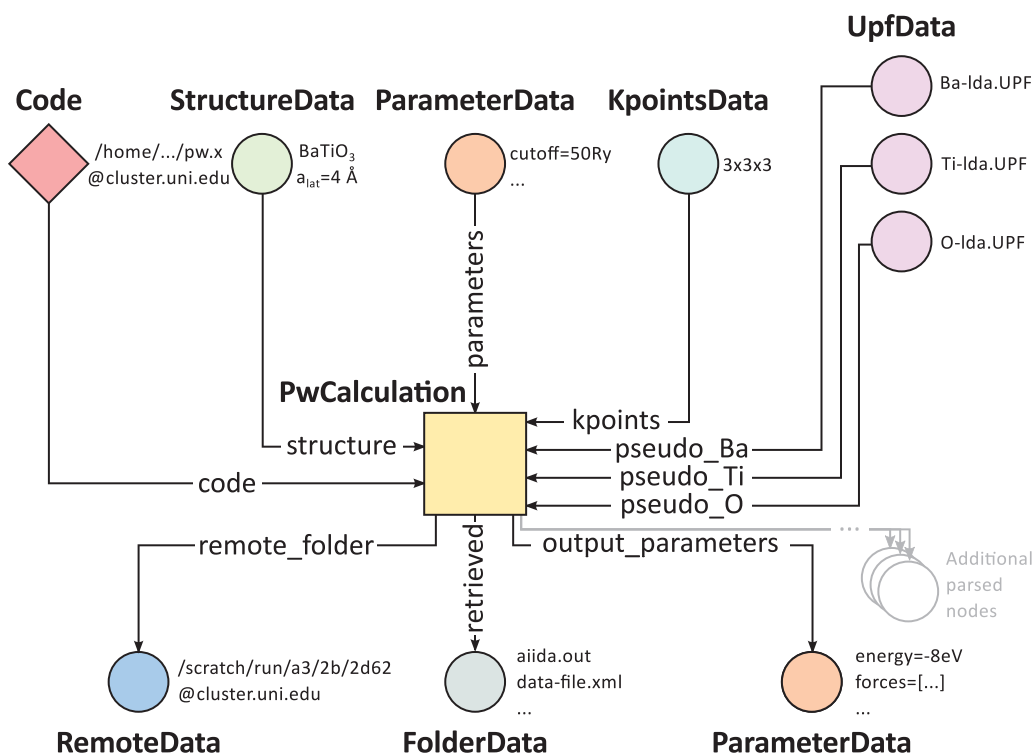 UpfData
Ba-lda.UPF
Code
StructureData
ParameterData
KpointsData
/home/.../pw.x
@cluster.uni.edu
BaTiO3
alat=4 Å
cutoff=50Ry
...
3x3x3
Ti-lda.UPF
O-lda.UPF
parameters
PwCalculation
kpoints
structure
pseudo_Ba
pseudo_Ti
code
pseudo_O
remote_folder
retrieved
output_parameters
...
Additional
parsed
nodes
/scratch/run/a3/2b/2d62
@cluster.uni.edu
aiida.out
data-file.xml
...
energy=-8eV
forces=[...]
...
RemoteData
FolderData
ParameterData